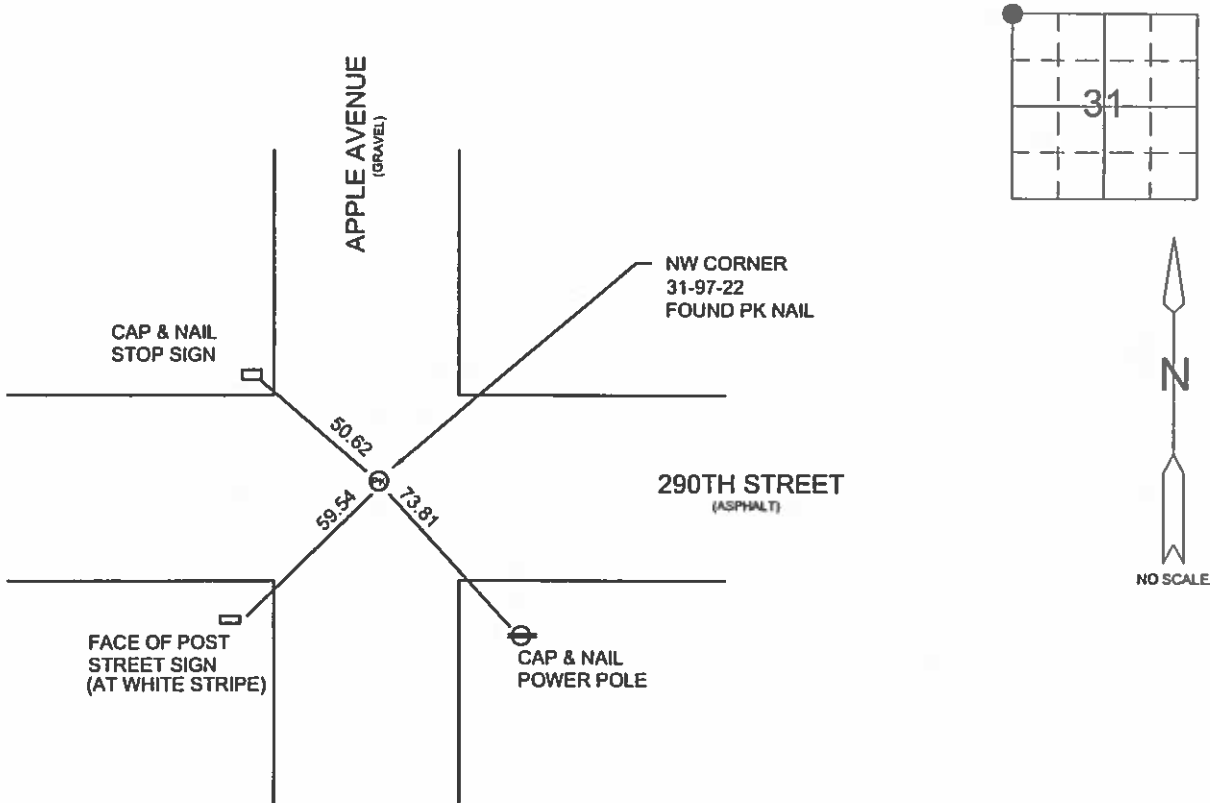 APPLE AVENUE
(GRAVEL)
31
NW CORNER
31-97-22
FOUND PK NAIL
CAP & NAIL
STOP SIGN
N
50.62
PK
59.54
73.81
290TH STREET
(ASPHALT)
NO SCALE
FACE OF POST
STREET SIGN
(AT WHITE STRIPE)
CAP & NAIL
POWER POLE